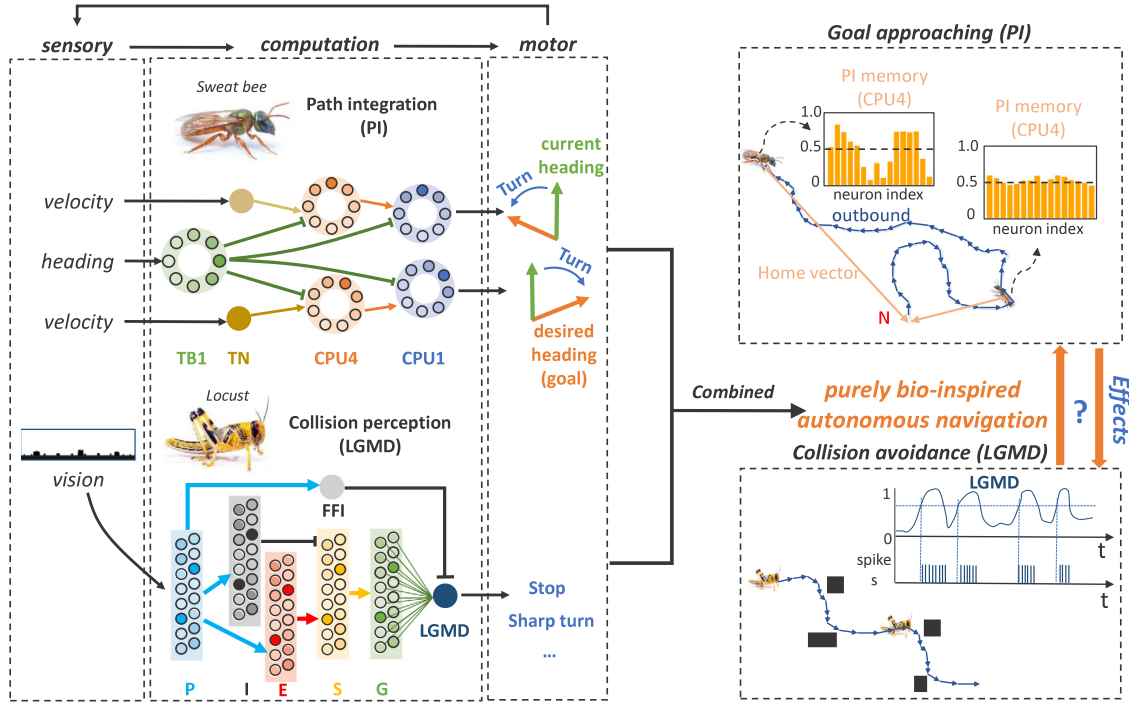 sensory
computation
motor
Sweat bee
Path integration
(PI)
velocity
heading
velocity
TB1
TN
CPU4
CPU1
current
heading
Turn
Turn
desired
heading
(goal)
Locust
Collision perception
(LGMD)
vision
FFI
LGMD
P
I
E
S
G
Stop
Sharp turn
...
Combined
purely bio-inspired
autonomous navigation
Goal approaching (PI)
PI memory
(CPU4)
1.0
0.5
0
neuron index
outbound
PI memory
(CPU4)
1.0
0.5
0
neuron index
Home vector
N
?
Effects
Collision avoidance (LGMD)
LGMD
1
0
t
spike
s
t